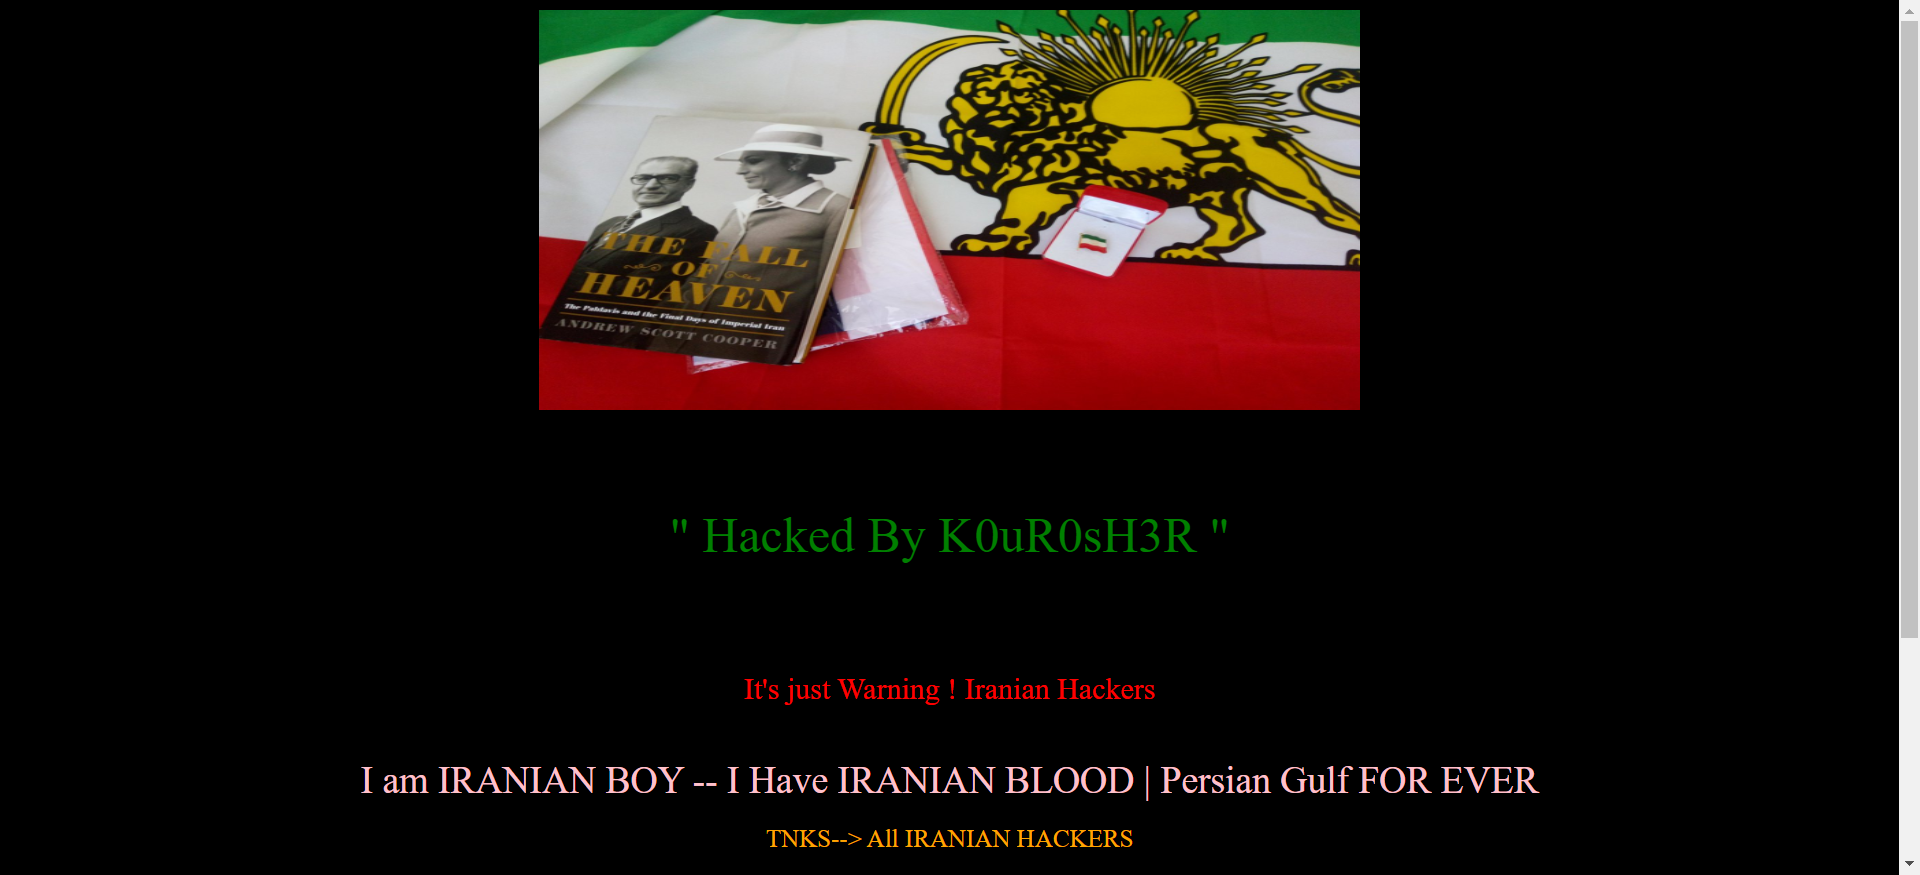 THE FALL
OF
HEAVEN
The Pahlavis and the Final Days of Imperial Iran
ANDREW SCOTT COOPER
" Hacked By K0uR0sH3R "
It's just Warning ! Iranian Hackers
I am IRANIAN BOY -- I Have IRANIAN BLOOD | Persian Gulf FOR EVER
TNKS--> All IRANIAN HACKERS